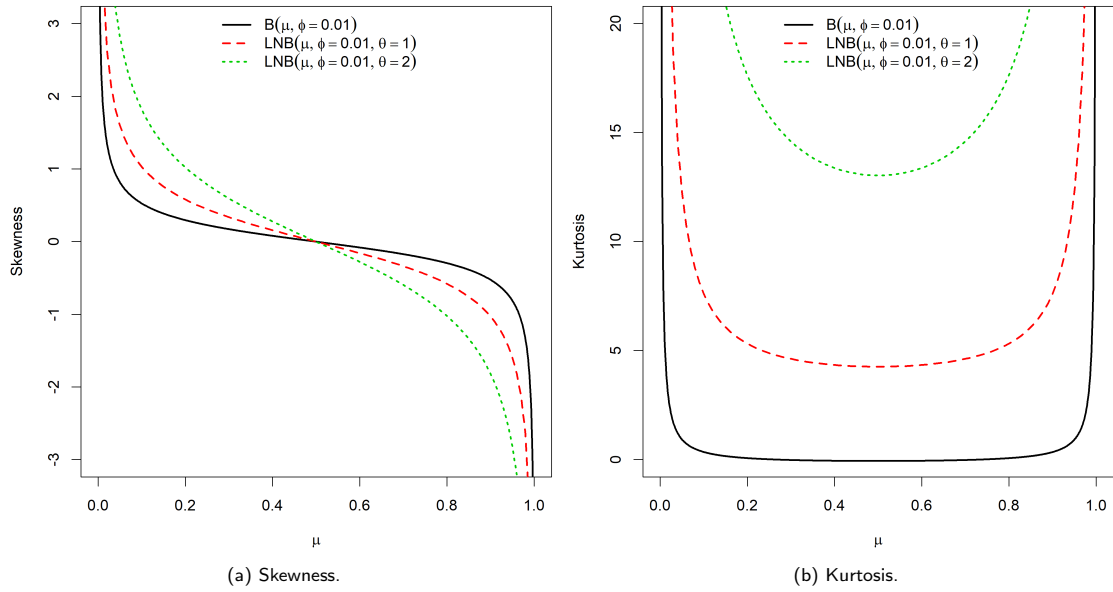 B(μ, ϕ = 0.01)
LNB(μ, ϕ = 0.01, θ = 1)
LNB(μ, ϕ = 0.01, θ = 2)
Skewness
3
2
1
0
-1
-2
-3
0.0 0.2 0.4 0.6 0.8 1.0
μ
(a) Skewness.
B(μ, ϕ = 0.01)
LNB(μ, ϕ = 0.01, θ = 1)
LNB(μ, ϕ = 0.01, θ = 2)
Kurtosis
20
15
10
5
0
0.0 0.2 0.4 0.6 0.8 1.0
μ
(b) Kurtosis.